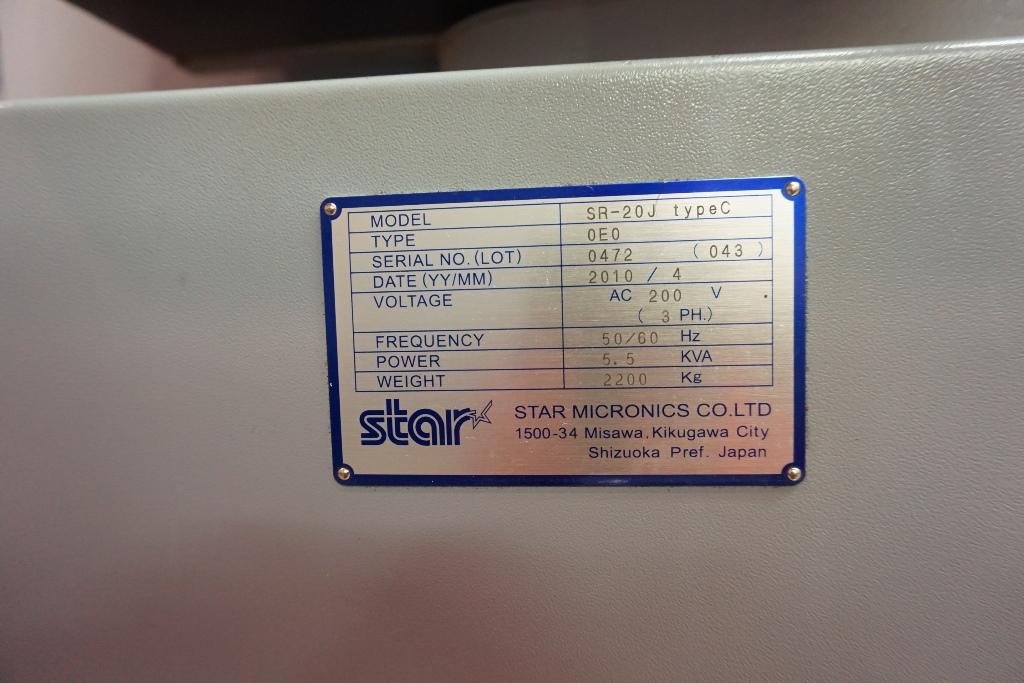 MODEL SR-20J typeC
TYPE 0E0
SERIAL NO.(LOT) 0472 ( 043 )
DATE (YY/MM) 2010 / 4
VOLTAGE AC 200 V
( 3 PH.)
FREQUENCY 50/60 Hz
POWER 5.5 KVA
WEIGHT 2200 Kg
star
STAR MICRONICS CO.LTD
1500-34 Misawa,Kikugawa City
Shizuoka Pref. Japan